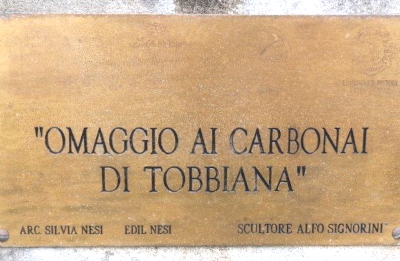 "OMAGGIO AI CARBONAI
DI TOBBIANA"
ARC. SILVIA NESI EDIL NESI SCULTORE ALFO SIGNORINI